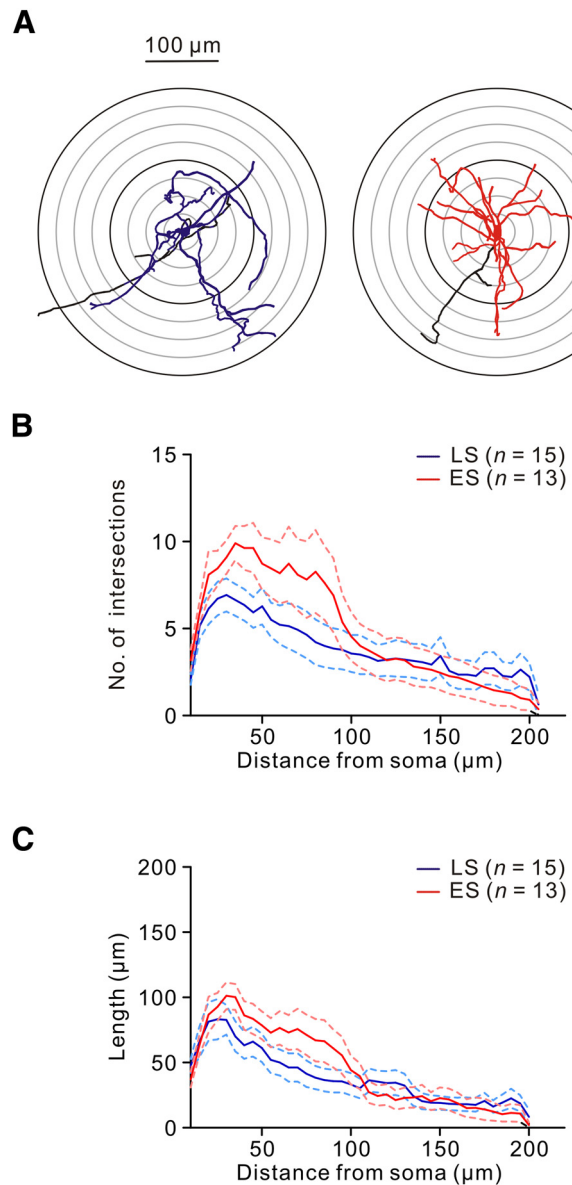 A
100 µm
B
15
10
5
0
No. of intersections
LS (n = 15)
ES (n = 13)
50
100
150
200
Distance from soma (µm)
C
200
150
100
50
0
Length (µm)
LS (n = 15)
ES (n = 13)
50
100
150
200
Distance from soma (µm)